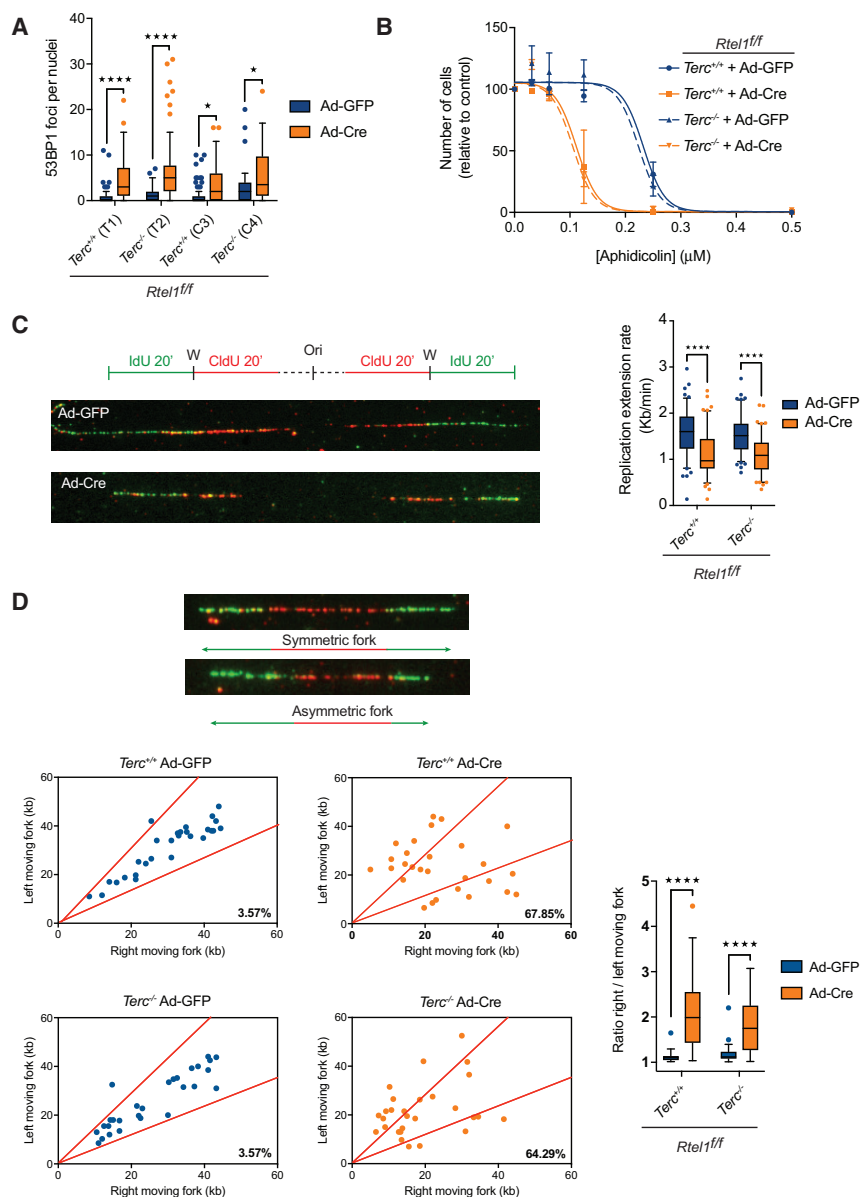 A
53BP1 foci per nuclei
40
30
20
10
0
★★★★
★★★★
★
★
Ad-GFP
Ad-Cre
Terc+/+ (T1)
Terc-/- (T2)
Terc+/+ (C3)
Terc-/- (C4)
Rtel1f/f
B
Number of cells
(relative to control)
150
100
50
0
0.0
0.1
0.2
0.3
0.4
0.5
[Aphidicolin] (μM)
Rtel1f/f
Terc+/+ + Ad-GFP
Terc+/+ + Ad-Cre
Terc-/- + Ad-GFP
Terc-/- + Ad-Cre
C
IdU 20'
W
CldU 20'
Ori
CldU 20'
W
IdU 20'
Ad-GFP
Ad-Cre
Replication extension rate
(Kb/min)
4
3
2
1
0
★★★★
★★★★
Ad-GFP
Ad-Cre
Terc+/+
Terc-/-
Rtel1f/f
D
Symmetric fork
Asymmetric fork
Terc+/+ Ad-GFP
Left moving fork (kb)
60
40
20
0
0
20
40
60
3.57%
Right moving fork (kb)
Terc+/+ Ad-Cre
Left moving fork (kb)
60
40
20
0
0
20
40
60
67.85%
Right moving fork (kb)
Terc-/- Ad-GFP
Left moving fork (kb)
60
40
20
0
0
20
40
60
3.57%
Right moving fork (kb)
Terc-/- Ad-Cre
Left moving fork (kb)
60
40
20
0
0
20
40
60
64.29%
Right moving fork (kb)
Ratio right / left moving fork
5
4
3
2
1
★★★★
★★★★
Ad-GFP
Ad-Cre
Terc+/+
Terc-/-
Rtel1f/f